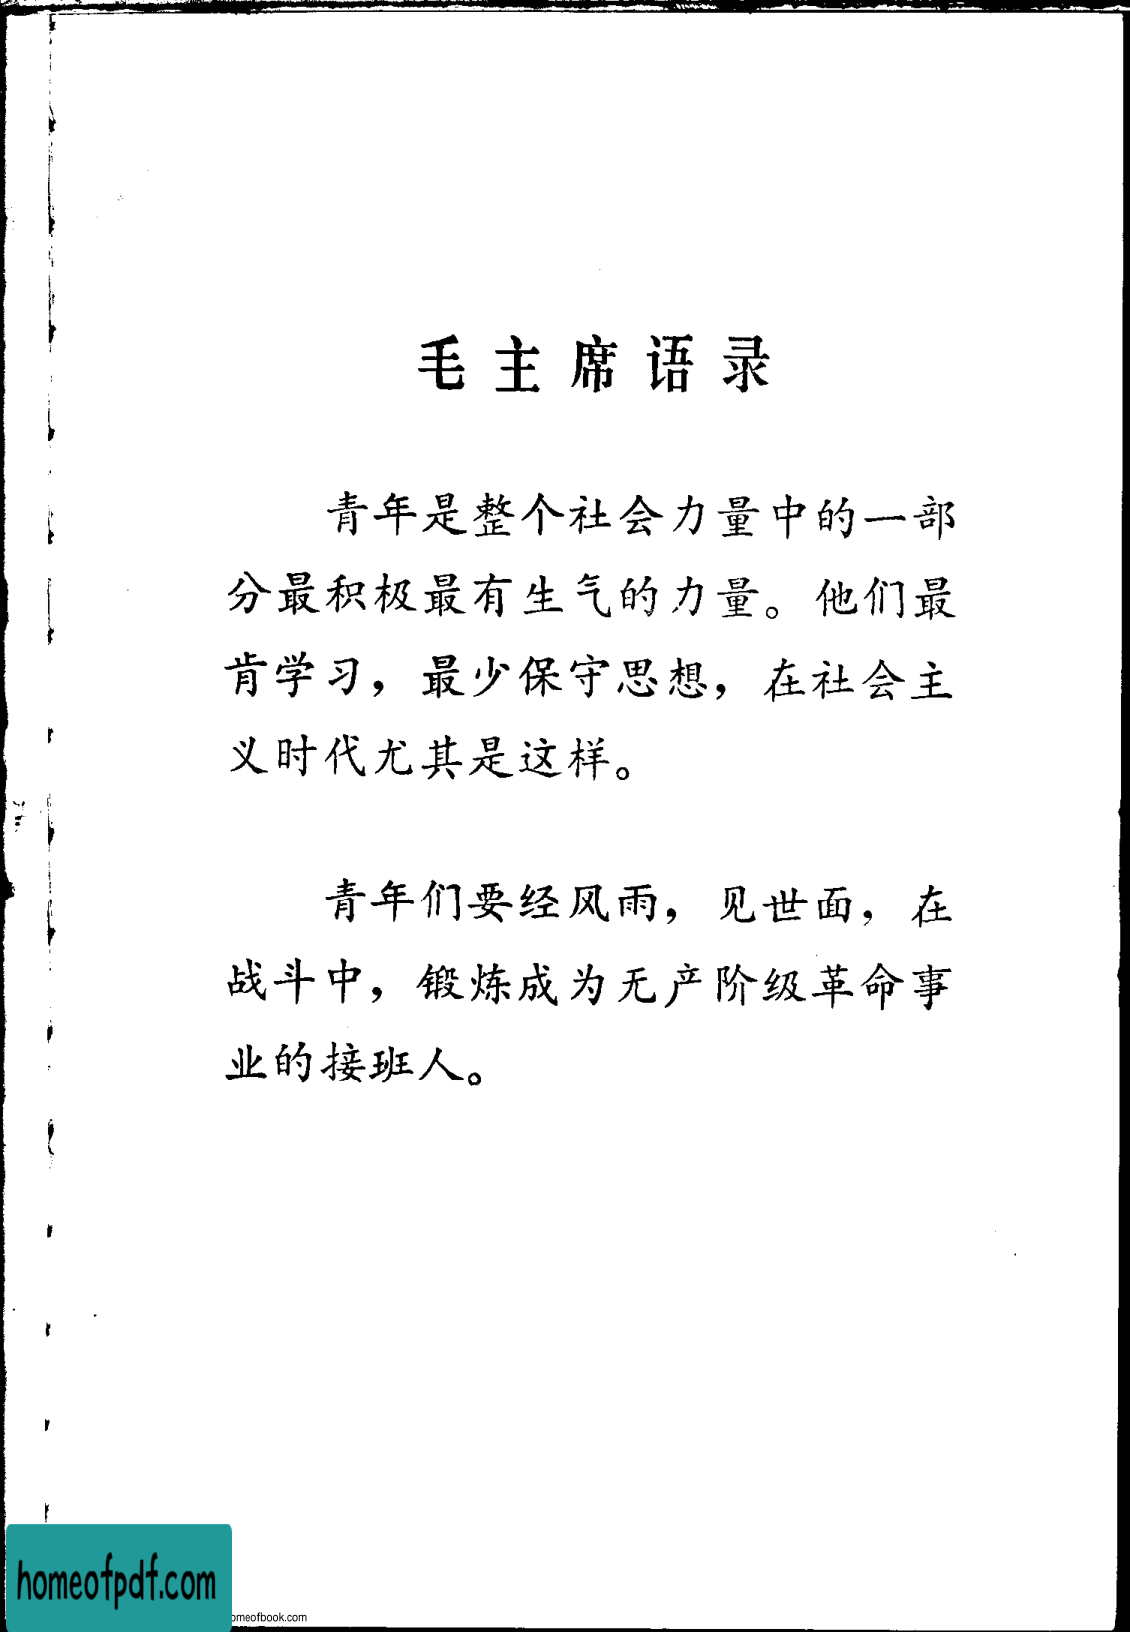 毛主席语录
青年是整个社会力量中的一部
分最积极最有生气的力量。他们最
肯学习，最少保守思想，在社会主
义时代尤其是这样。
青年们要经风雨，见世面，在
战斗中，锻炼成为无产阶级革命事
业的接班人。
homeofpdf.com
omeofbook.com